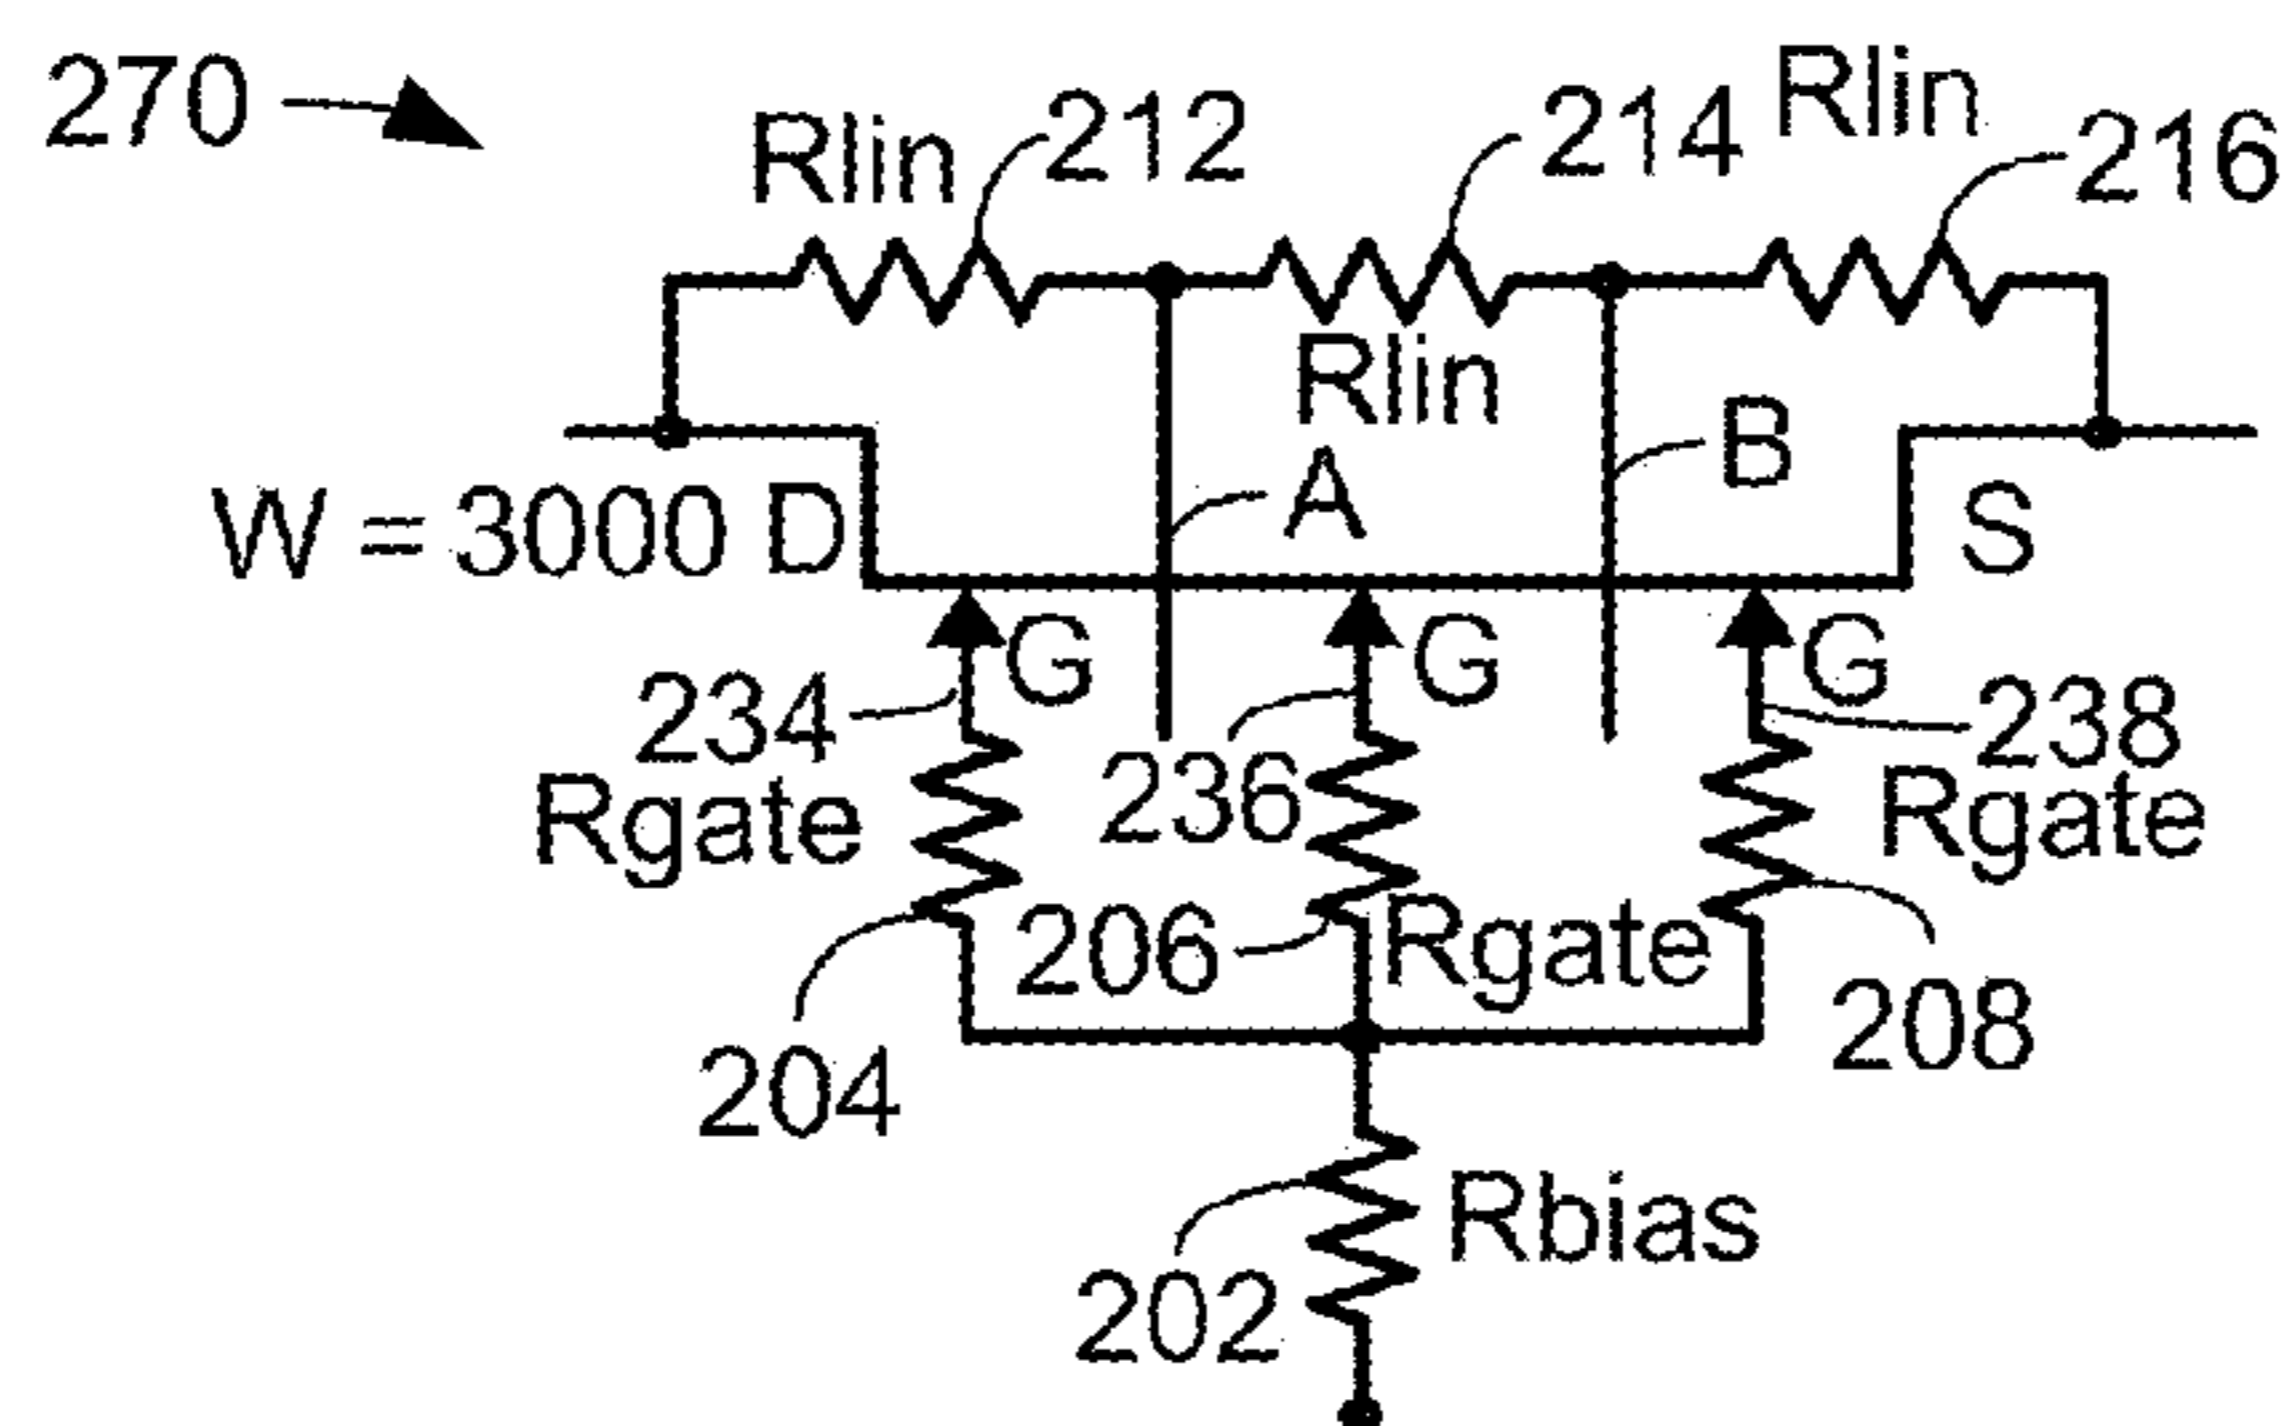 270
Rlin 212 214 Rlin 216
Rlin
A B
W = 3000 D S
G G G
234 236 238
Rgate Rgate
206 Rgate
204 208
Rbias
202